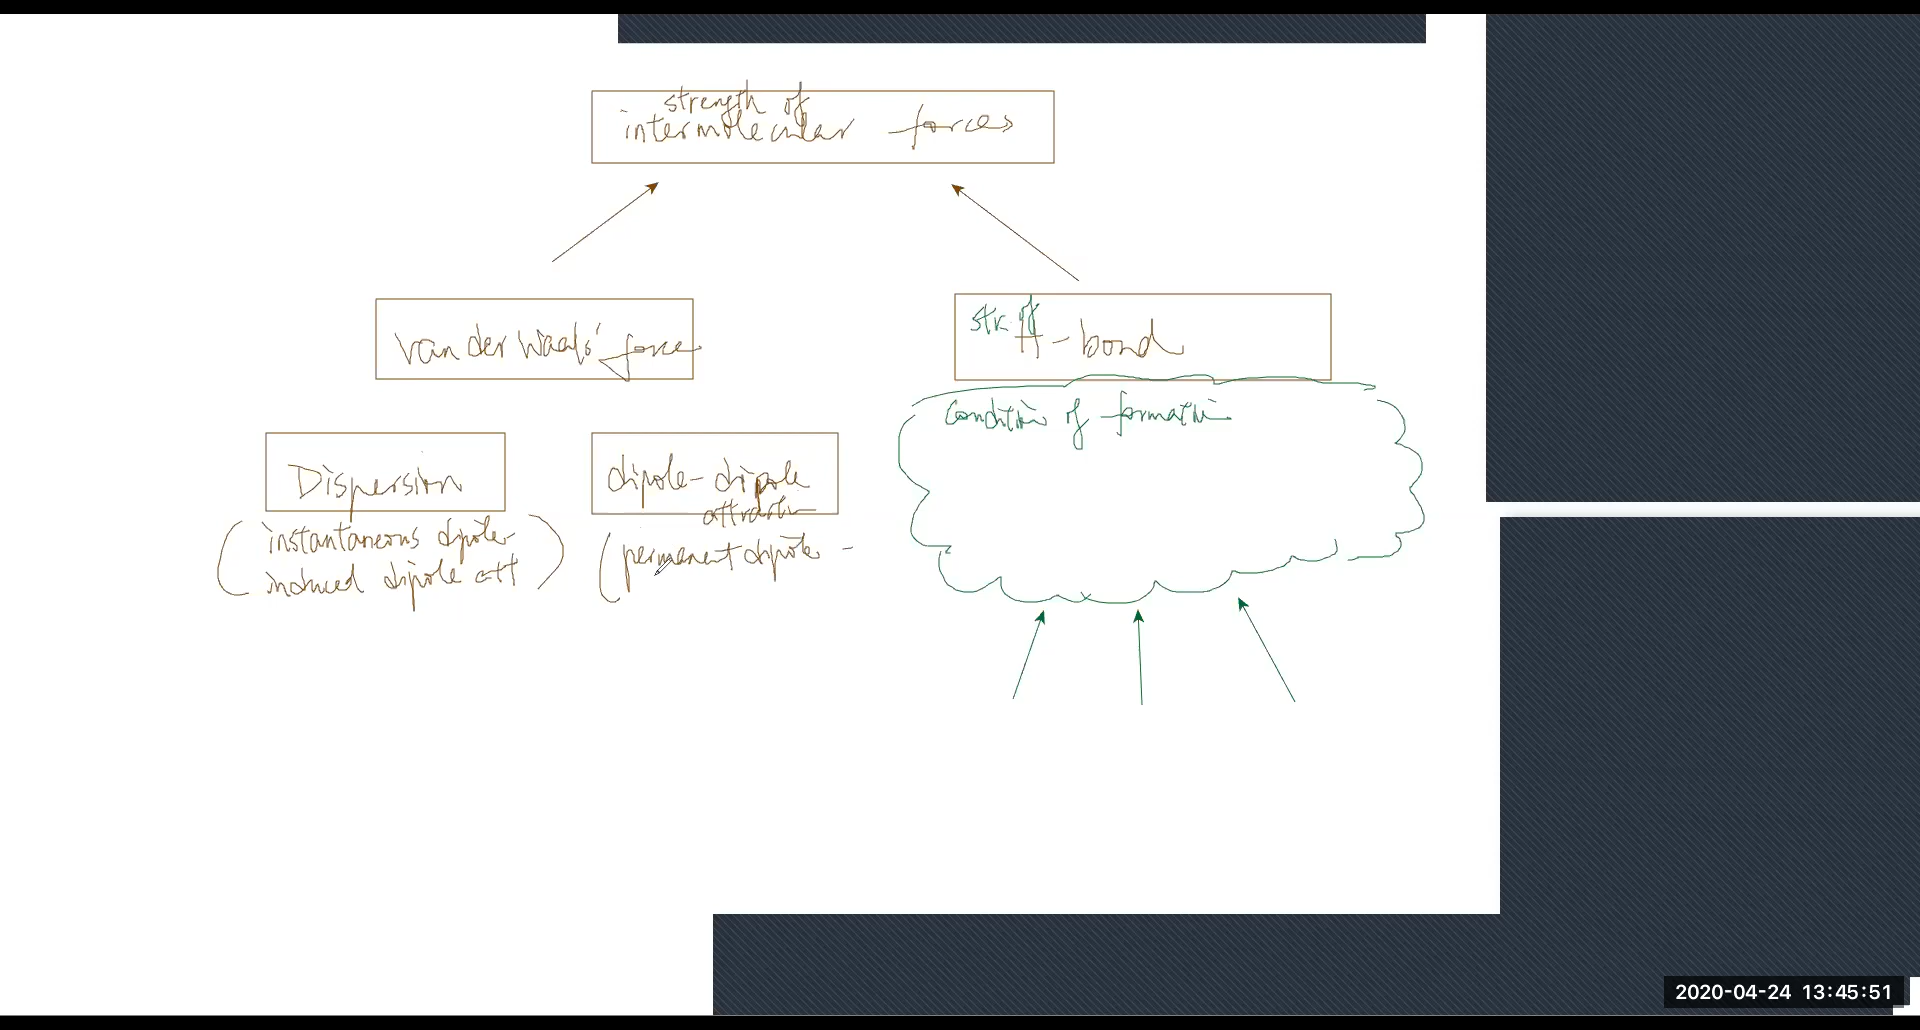 strength of
intermolecular forces
van der Waals' force
str. of
H-bond
condition of formation
Dispersion
dipole-dipole
attraction
(instantaneous dipole-
induced dipole att)
(permanent dipole -
2020-04-24 13:45:51